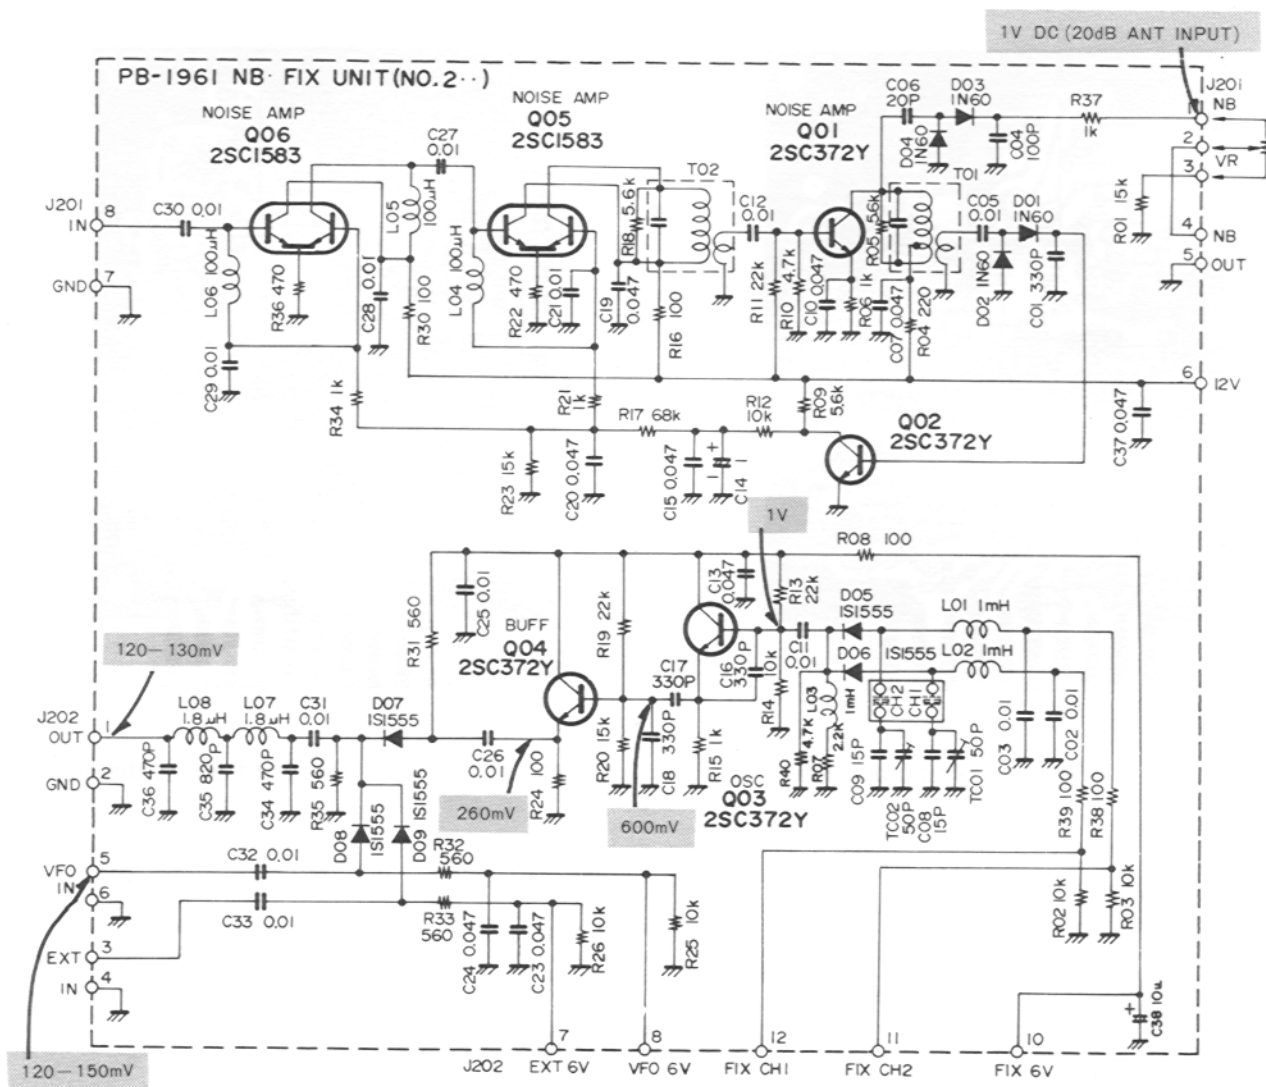 1V DC (20dB ANT INPUT)
PB-1961 NB· FIX UNIT (NO.2··)
NOISE AMP
Q06
2SC1583
NOISE AMP
Q05
2SC1583
NOISE AMP
Q01
2SC372Y
C06
20P
D03
1N60
D04
1N60
C04
100P
R37
1k
J201
1 NB
2
VR
3
4 NB
5
OUT
R01 15k
J201
8
IN
7
GND
C30 0.01
L06 100μH
R36 470
C28 0.01
C29 0.01
R34 1k
L05
100μH
R30 100
C27
0.01
L04 100μH
R22 470
C21 0.01
C19
0.047
R18 5.6k
T02
R16 100
C12
0.01
R11 22k
R10 4.7k
C10 0.047
R06 1k
R05 56k
C07 0.047
R04 220
T01
C05
0.01
D01
1N60
D02 1N60
C01 330P
6
12V
C37 0.047
R21
1k
R17 68k
R12
10k
R09
5.6k
Q02
2SC372Y
R23 15k
C20 0.047
C15 0.047
C14 1
+
1V
R08 100
C25 0.01
R31 560
BUFF
Q04
2SC372Y
R19 22k
C17
330P
C13
0.047
R13
22k
C16
330P
C11
0.01
R14 10k
D05
1S1555
D06
1S1555
L01 1mH
L02 1mH
L03
1mH
CH2
CH1
R40 4.7K
R07 2.2k
C09 15P
TC02
50P
C08
15P
TC01 50P
C03 0.01
C02 0.01
R39 100
R38 100
R02 10k
R03 10k
120–130mV
J202
1
OUT
2
GND
L08
1.8μH
L07
1.8μH
C31
0.01
D07
1S1555
C36 470P
C35 820P
C34 470P
R35 560
C26
0.01
R24 100
R20 15k
C18 330P
R15 1k
OSC
Q03
2SC372Y
260mV
600mV
D08
1S1555
D09 1S1555
R32
560
R33
560
C32 0.01
C33 0.01
5
VFO
IN
6
3
EXT
4
IN
C24 0.047
C23 0.047
R26 10k
R25 10k
+
C38 10u
120–150mV
J202
7
EXT 6V
8
VFO 6V
12
FIX CH1
11
FIX CH2
10
FIX 6V